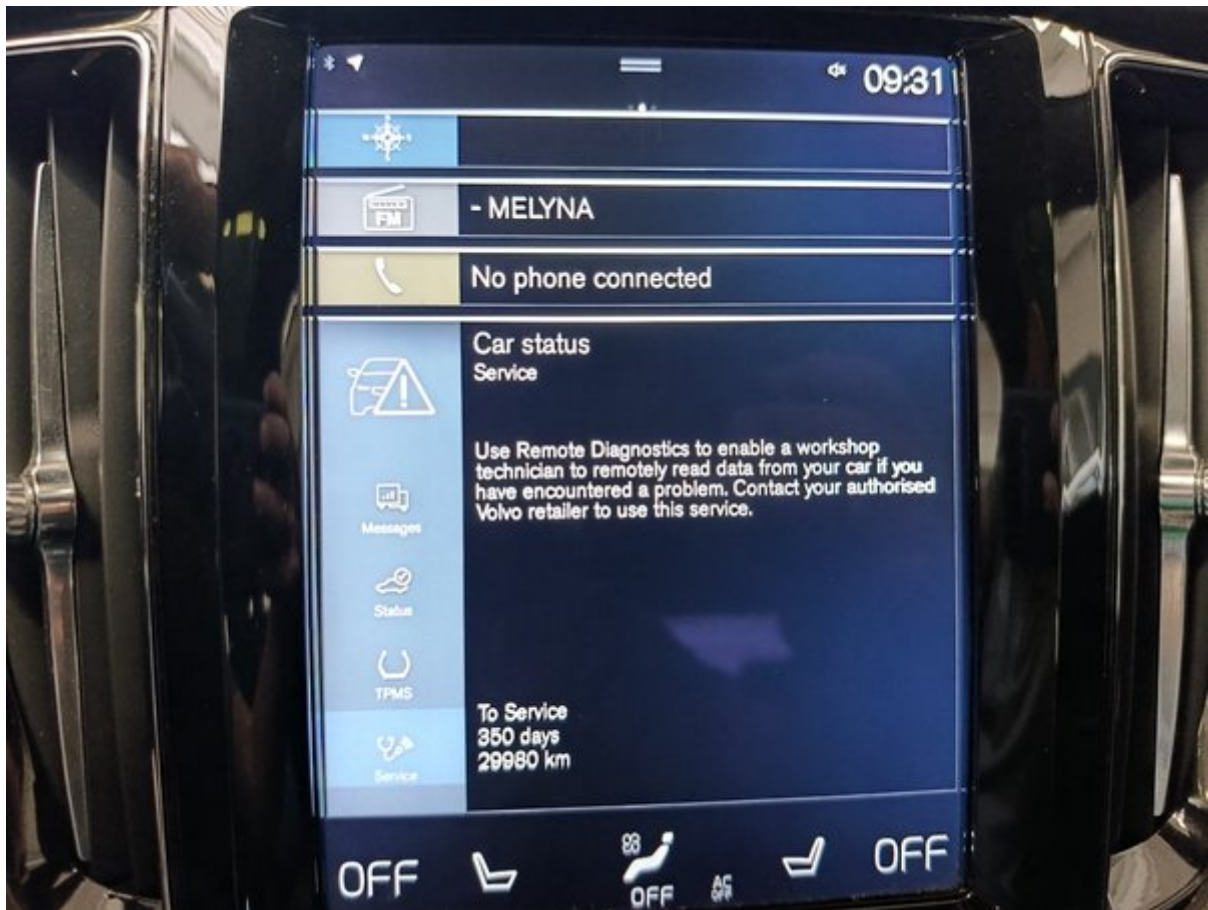 09:31
FM
- MELYNA
No phone connected
Car status
Service
Use Remote Diagnostics to enable a workshop
technician to remotely read data from your car if you
have encountered a problem. Contact your authorised
Volvo retailer to use this service.
Messages
Status
TPMS
To Service
350 days
29980 km
Service
OFF
OFF
AC
OFF
OFF